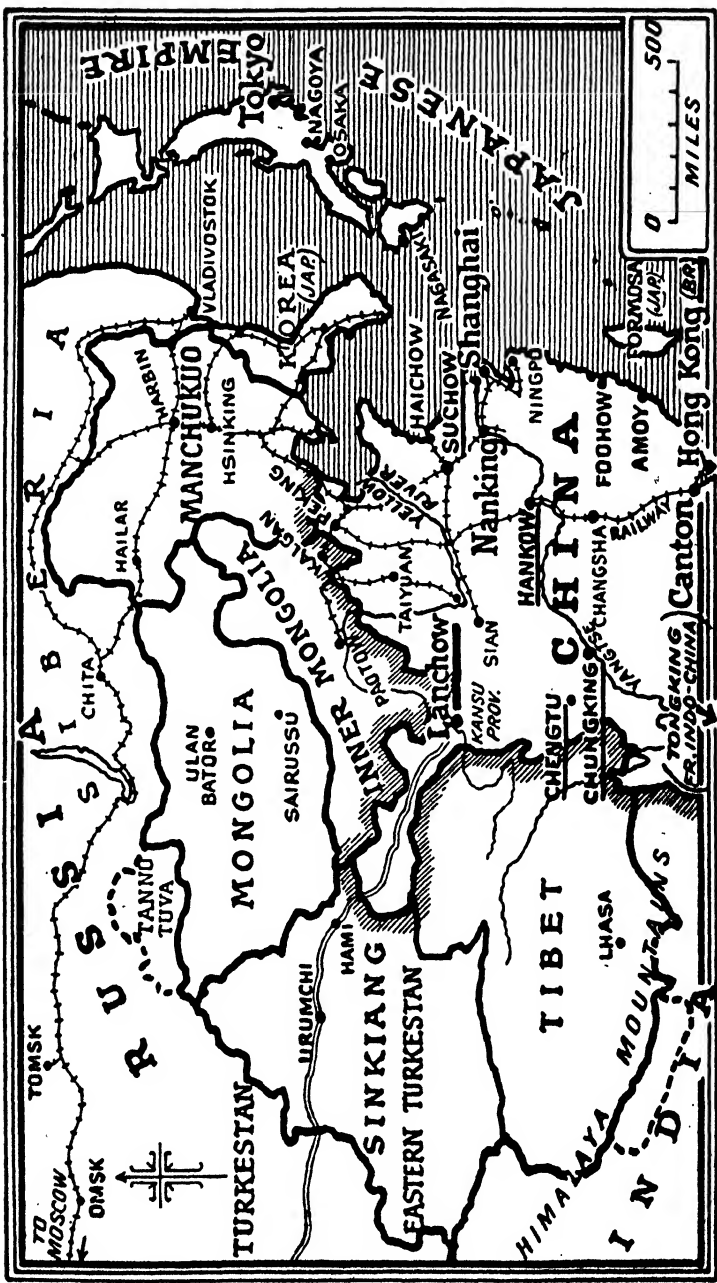 TO
MOSCOW
OMSK
TOMSK
RUSSIA
SIBERIA
CHITA
HAILAR
HARBIN
MANCHUKUO
HSINKING
VLADIVOSTOK
KOREA
(JAP.)
JAPANESE EMPIRE
Tokyo
NAGOYA
OSAKA
NAGASAKI
TANNU
TUVA
ULAN
BATOR
MONGOLIA
SAIRUSSU
INNER MONGOLIA
KALGAN
PEKING
PAOTOW
TAIYUAN
YELLOW
RIVER
HAICHOW
SUCHOW
Shanghai
Nanking
NINGPO
TURKESTAN
URUMCHI
HAMI
SINKIANG
EASTERN TURKESTAN
Lanchow
KANSU
PROV.
SIAN
HANKOW
CHINA
CHENGTU
CHUNGKING
YANGTSE
CHANGSHA
RAILWAY
FOOHOW
AMOY
FORMOSA
(JAP.)
Canton
Hong Kong (BR.)
(TONGKING)
FR. INDO-CHINA
TIBET
LHASA
HIMALAYA MOUNTAINS
INDIA
0 500
MILES